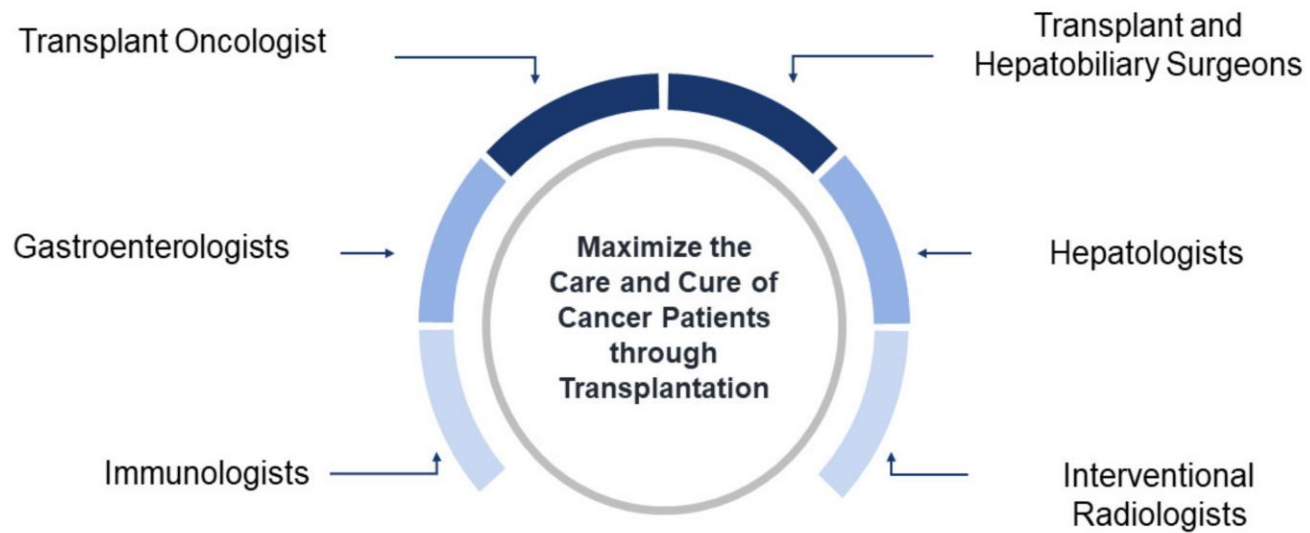 Transplant Oncologist
Transplant and
Hepatobiliary Surgeons
Gastroenterologists
Maximize the
Care and Cure of
Cancer Patients
through
Transplantation
Hepatologists
Immunologists
Interventional
Radiologists